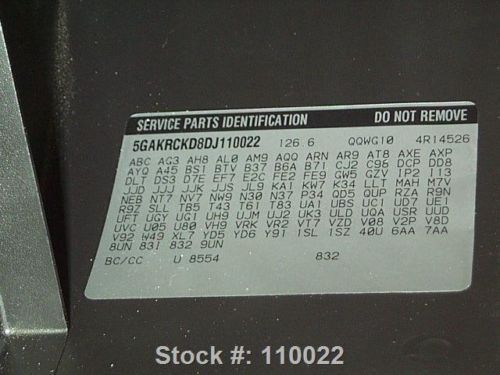 SERVICE PARTS IDENTIFICATION DO NOT REMOVE
5GAKRCKD8DJ110022 126.6 QQWG10 4R14526
ABC AG3 AH8 AL0 AM9 AQQ ARN AR9 AT8 AXE AXP
AYQ A45 BS1 BTV B37 B6A B71 CJ2 C96 DCP DD8
DLT DS3 D7E EF7 E2C FE2 FE9 GW5 GZV IP2 I13
JJD JJJ JJK JJS JL9 KA1 KW7 K34 LLT MAH M7V
NEB NT7 NV7 NW9 N30 N37 P34 QD5 QUP RZA R9N
R9Z SLL TB5 T43 T61 T83 UA1 UBS UC1 UD7 UE1
UFT UGY UG1 UH9 UJM UJ2 UK3 ULD UQA USR UUD
UVC U05 U80 VH9 VRK VR2 VT7 VZD V08 V2P V8D
V92 W49 XL7 YD5 YD6 Y91 1SL 1SZ 40U 6AA 7AA
8UN 83I 832 9UN
BC/CC U 8554 832
Stock #: 110022